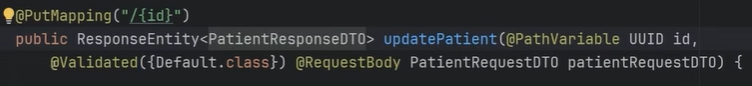 @PutMapping("/{id}")
public ResponseEntity<PatientResponseDTO> updatePatient(@PathVariable UUID id,
@Validated({Default.class}) @RequestBody PatientRequestDTO patientRequestDTO) {